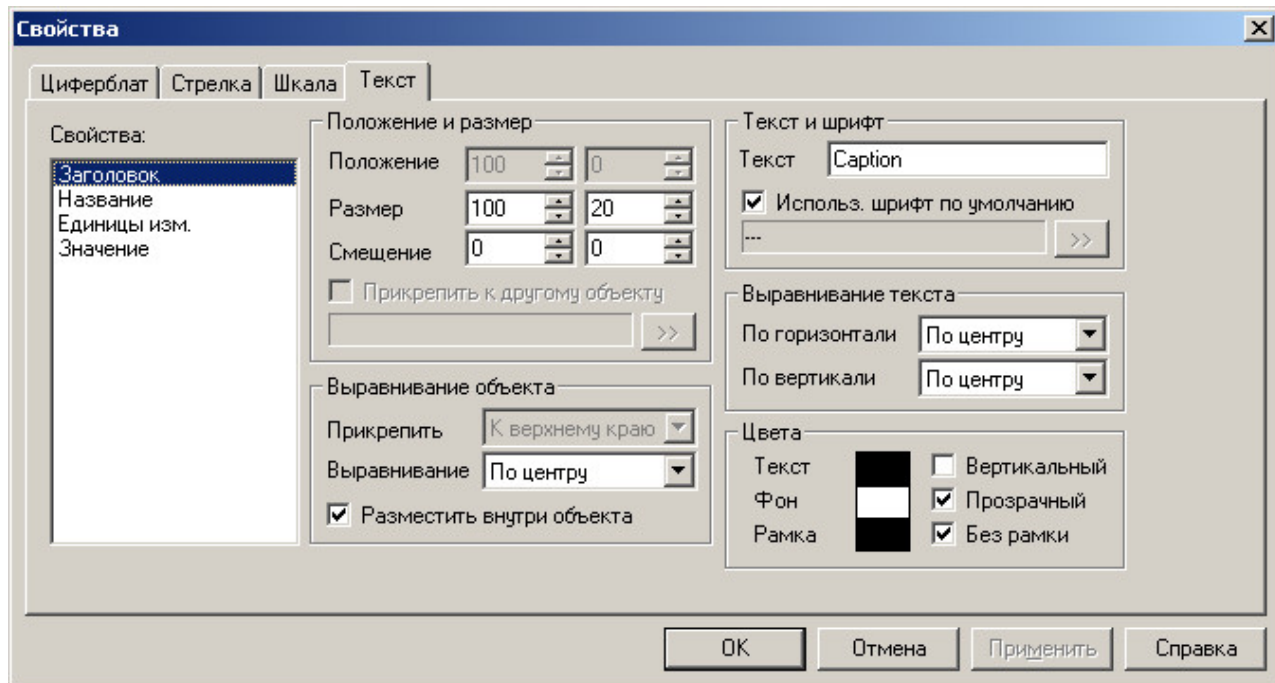 Свойства
Циферблат Стрелка Шкала Текст
Свойства:
Заголовок
Название
Единицы изм.
Значение
Положение и размер
Положение 100 0
Размер 100 20
Смещение 0 0
Прикрепить к другому объекту
>>
Выравнивание объекта
Прикрепить К верхнему краю
Выравнивание По центру
Разместить внутри объекта
Текст и шрифт
Текст Caption
Использ. шрифт по умолчанию
--- >>
Выравнивание текста
По горизонтали По центру
По вертикали По центру
Цвета
Текст Вертикальный
Фон Прозрачный
Рамка Без рамки
OK Отмена Применить Справка